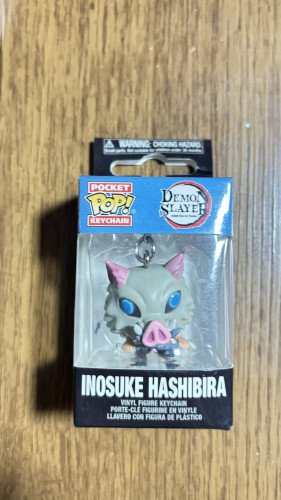 WARNING: CHOKING HAZARD.
POCKET
POP!
KEYCHAIN
DEMON
SLAYER
INOSUKE HASHIBIRA
VINYL FIGURE KEYCHAIN
PORTE-CLÉ FIGURINE EN VINYLE
LLAVERO CON FIGURA DE PLÁSTICO